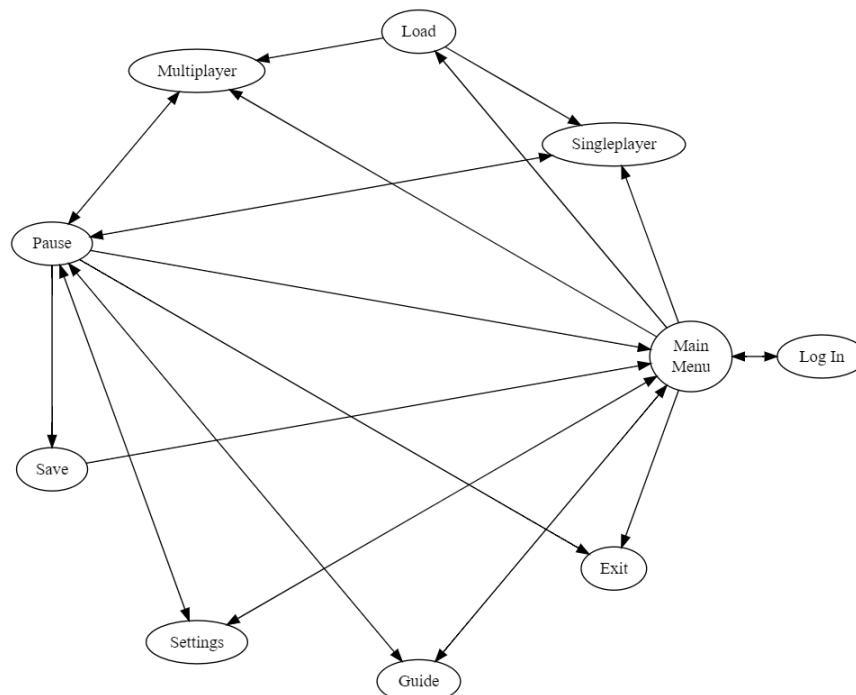 Load
Multiplayer
Singleplayer
Pause
Main
Menu
Log In
Save
Exit
Settings
Guide